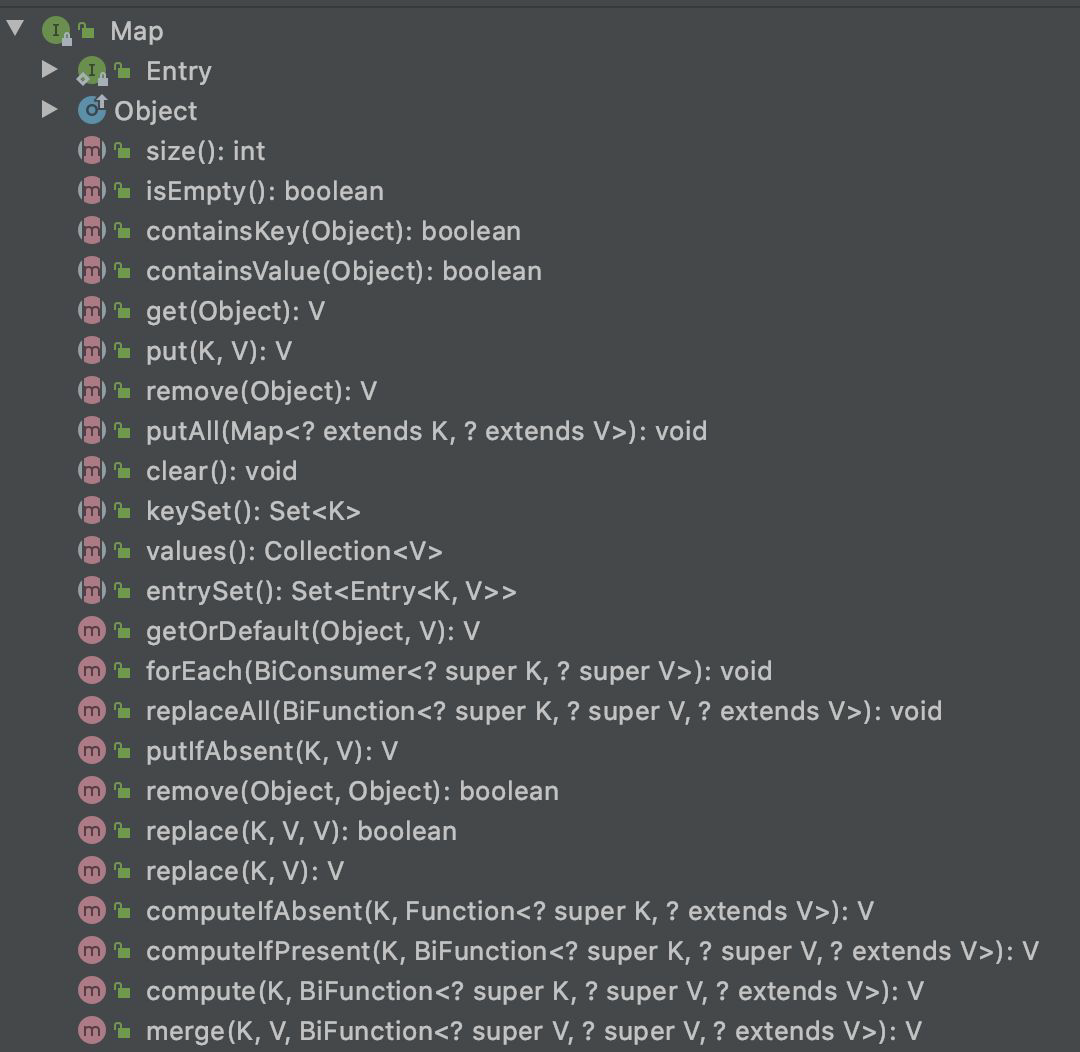 Map
Entry
Object
size(): int
isEmpty(): boolean
containsKey(Object): boolean
containsValue(Object): boolean
get(Object): V
put(K, V): V
remove(Object): V
putAll(Map<? extends K, ? extends V>): void
clear(): void
keySet(): Set<K>
values(): Collection<V>
entrySet(): Set<Entry<K, V>>
getOrDefault(Object, V): V
forEach(BiConsumer<? super K, ? super V>): void
replaceAll(BiFunction<? super K, ? super V, ? extends V>): void
putIfAbsent(K, V): V
remove(Object, Object): boolean
replace(K, V, V): boolean
replace(K, V): V
computeIfAbsent(K, Function<? super K, ? extends V>): V
computeIfPresent(K, BiFunction<? super K, ? super V, ? extends V>): V
compute(K, BiFunction<? super K, ? super V, ? extends V>): V
merge(K, V, BiFunction<? super V, ? super V, ? extends V>): V